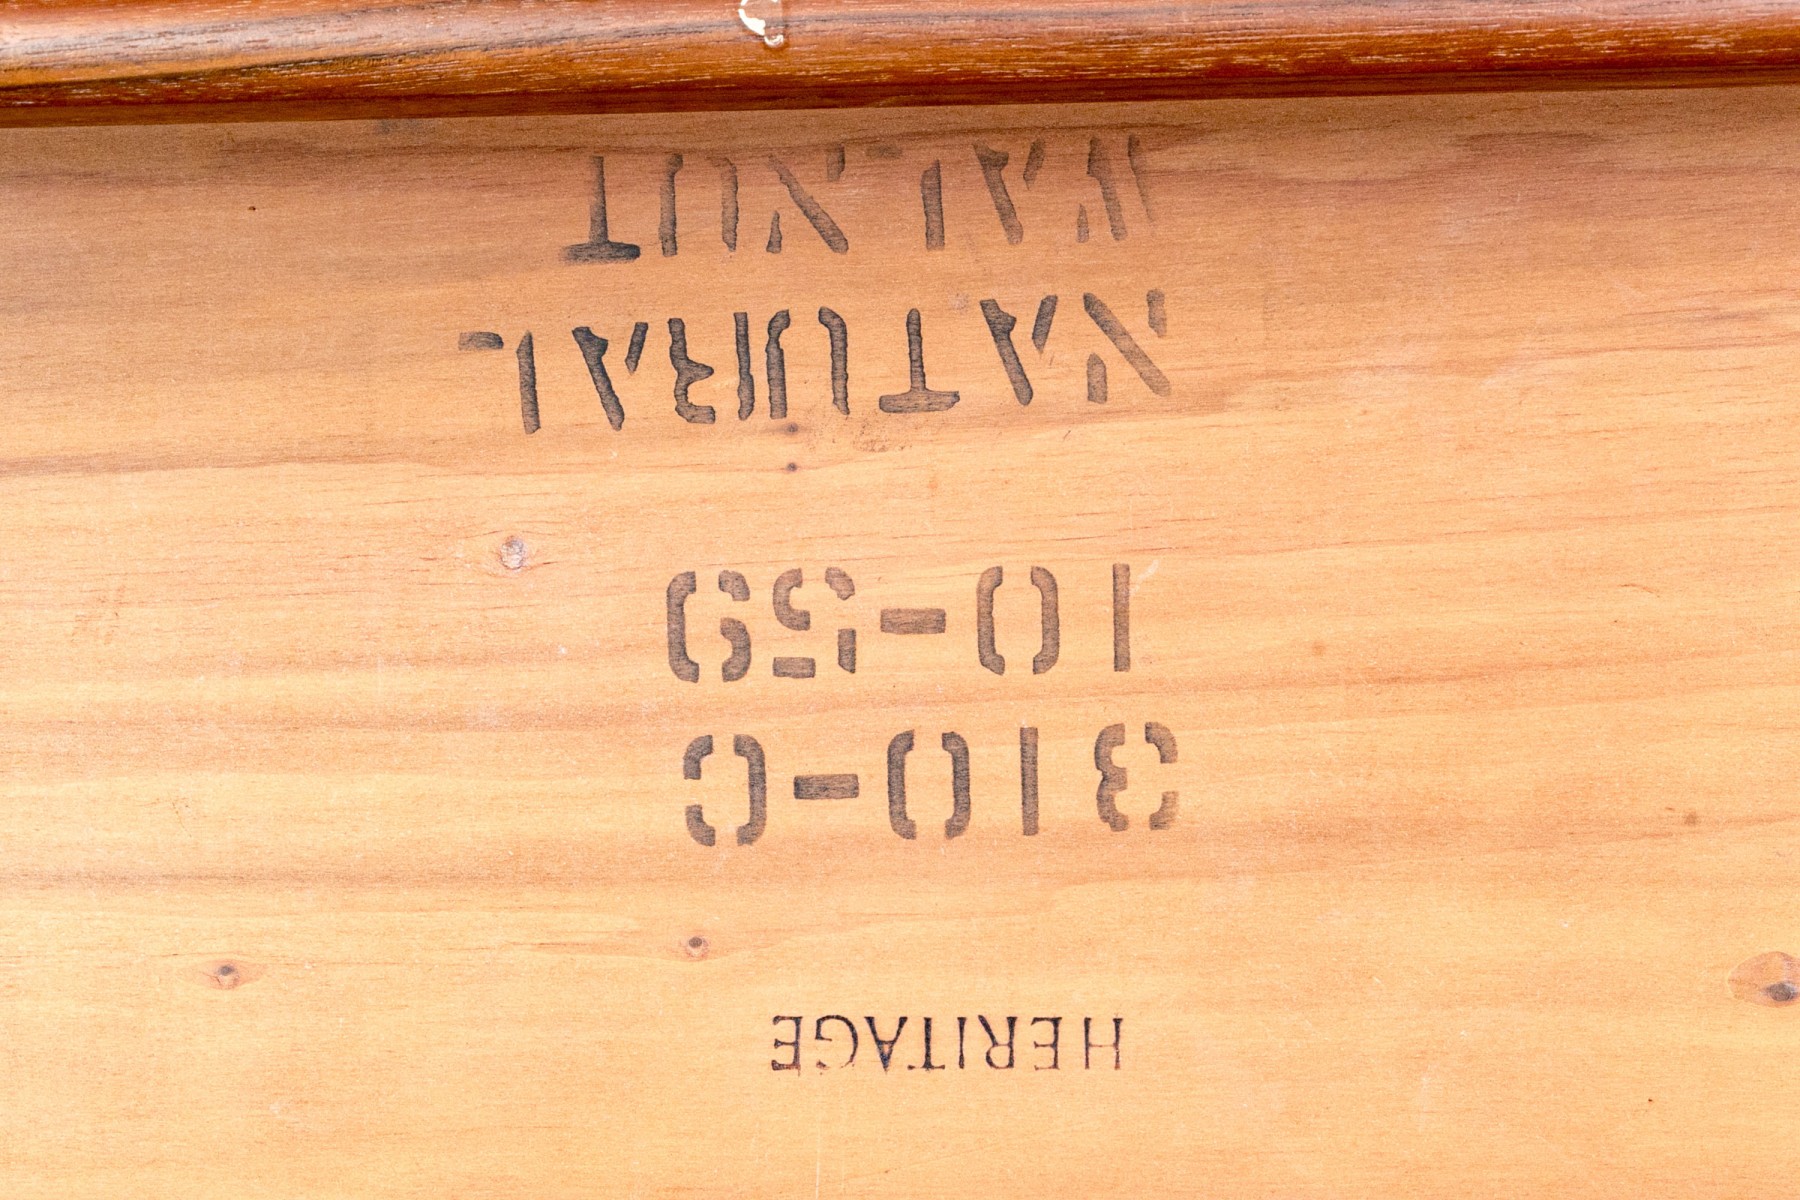 HERITAGE
310-C
10-59
NATURAL
WALNUT